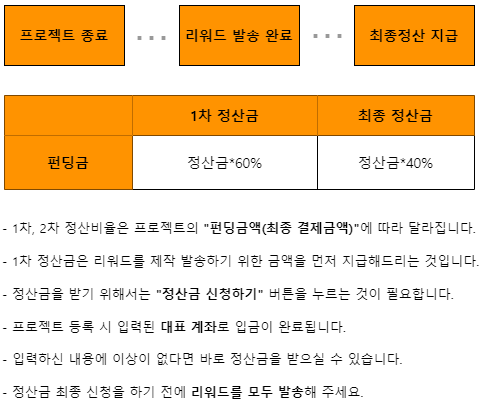 프로젝트 종료 ... 리워드 발송 완료 ... 최종정산 지급
1차 정산금 최종 정산금
펀딩금 정산금*60% 정산금*40%
- 1차, 2차 정산비율은 프로젝트의 "펀딩금액(최종 결제금액)"에 따라 달라집니다.
- 1차 정산금은 리워드를 제작 발송하기 위한 금액을 먼저 지급해드리는 것입니다.
- 정산금을 받기 위해서는 "정산금 신청하기" 버튼을 누르는 것이 필요합니다.
- 프로젝트 등록 시 입력된 대표 계좌로 입금이 완료됩니다.
- 입력하신 내용에 이상이 없다면 바로 정산금을 받으실 수 있습니다.
- 정산금 최종 신청을 하기 전에 리워드를 모두 발송해 주세요.